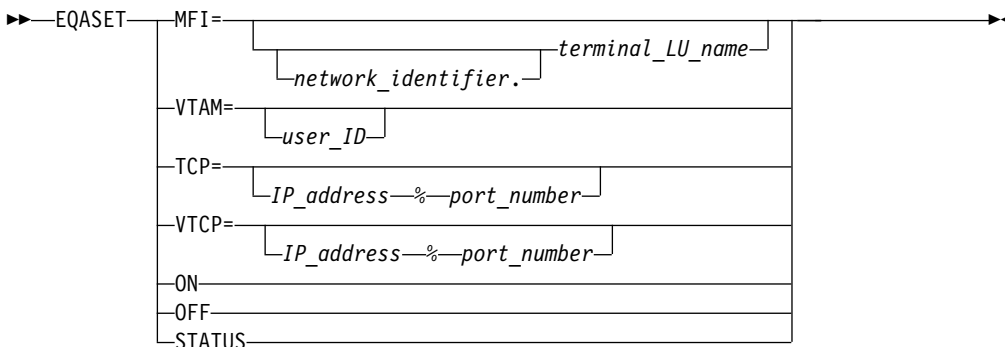 EQASET MFI=
terminal_LU_name
network_identifier.
VTAM=
user_ID
TCP=
IP_address % port_number
VTCP=
IP_address % port_number
ON
OFF
STATUS